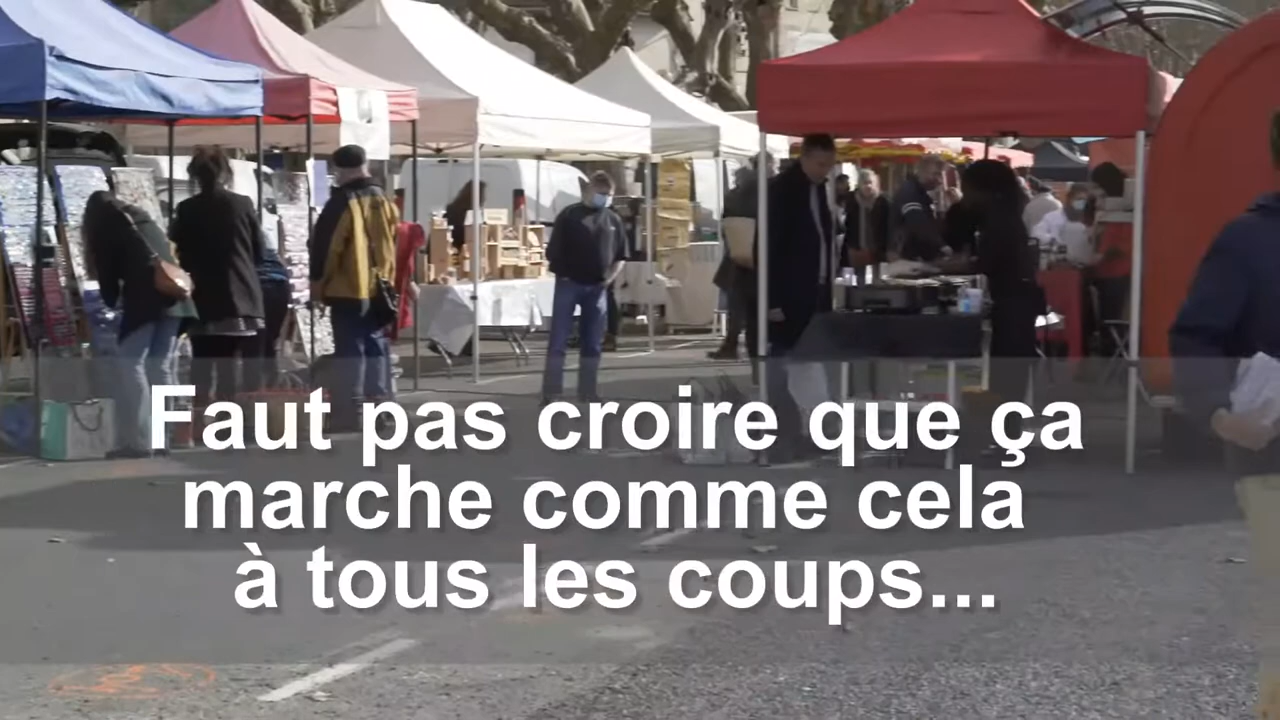 Faut pas croire que ça
marche comme cela
à tous les coups...